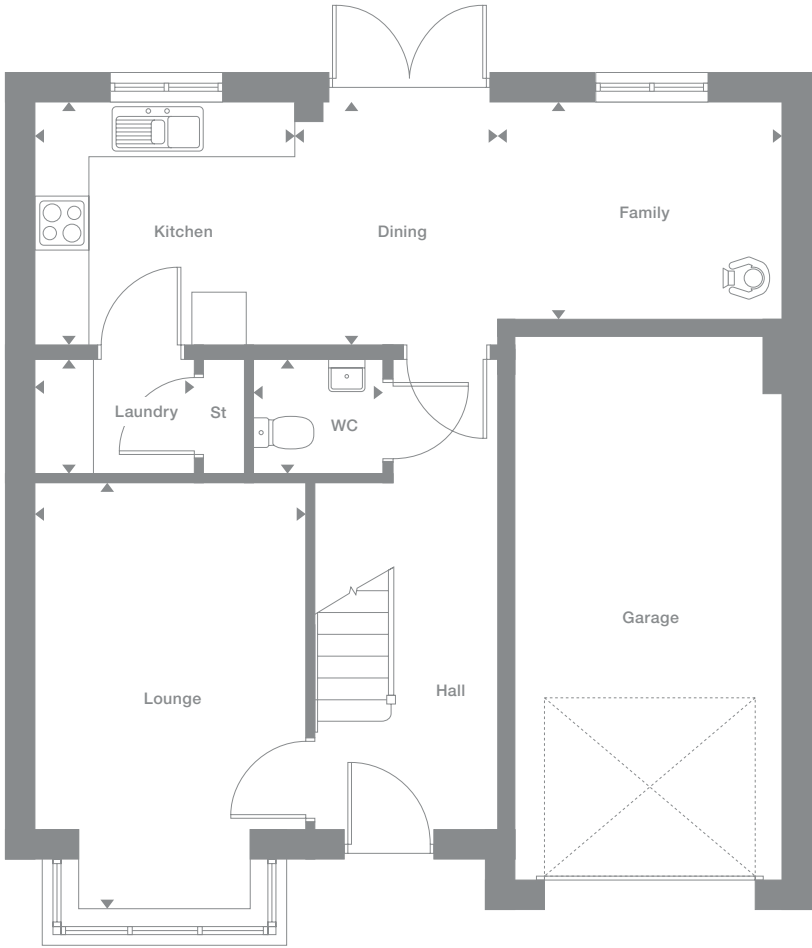 Family
Kitchen
Dining
Laundry
St
WC
Garage
Hall
Lounge